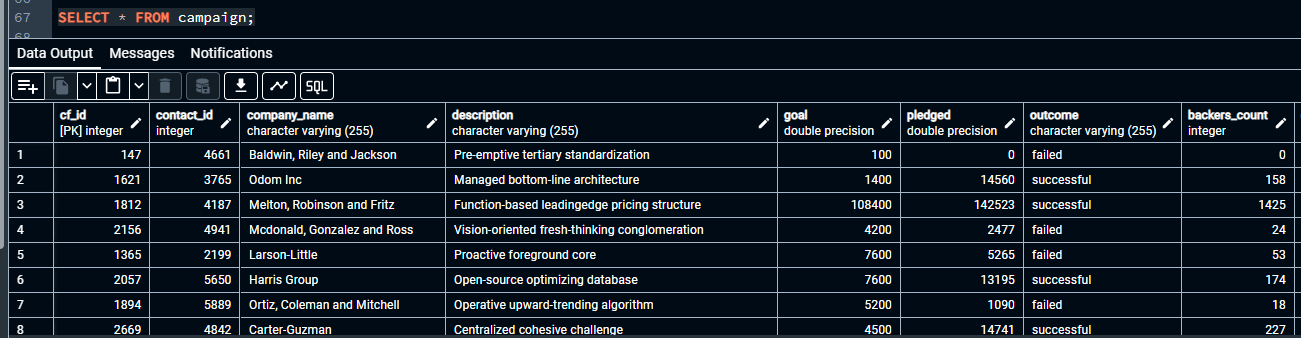 67 SELECT * FROM campaign;
Data Output Messages Notifications
SQL
cf_id contact_id company_name description goal pledged outcome backers_count
[PK] integer integer character varying (255) character varying (255) double precision double precision character varying (255) integer
1 147 4661 Baldwin, Riley and Jackson Pre-emptive tertiary standardization 100 0 failed 0
2 1621 3765 Odom Inc Managed bottom-line architecture 1400 14560 successful 158
3 1812 4187 Melton, Robinson and Fritz Function-based leadingedge pricing structure 108400 142523 successful 1425
4 2156 4941 Mcdonald, Gonzalez and Ross Vision-oriented fresh-thinking conglomeration 4200 2477 failed 24
5 1365 2199 Larson-Little Proactive foreground core 7600 5265 failed 53
6 2057 5650 Harris Group Open-source optimizing database 7600 13195 successful 174
7 1894 5889 Ortiz, Coleman and Mitchell Operative upward-trending algorithm 5200 1090 failed 18
8 2669 4842 Carter-Guzman Centralized cohesive challenge 4500 14741 successful 227